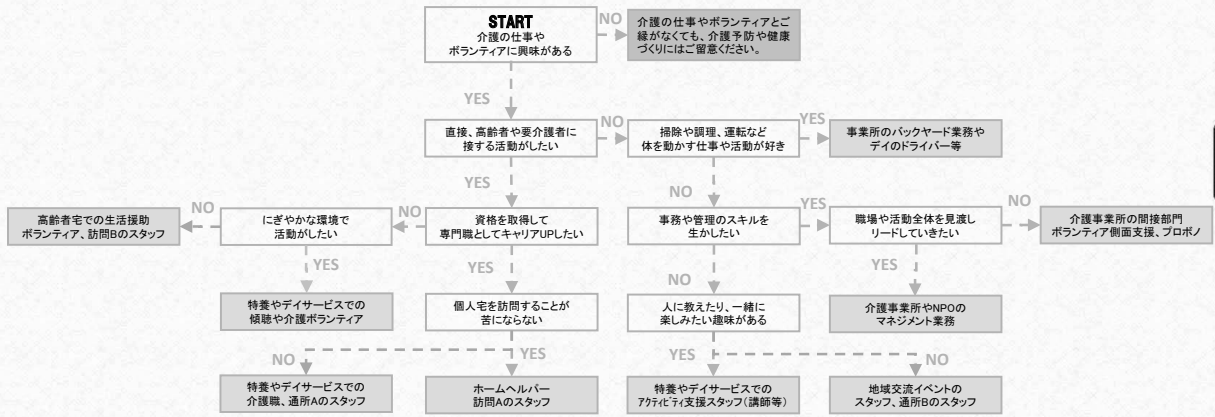 START
介護の仕事や
ボランティアに興味がある
NO
介護の仕事やボランティアとご
縁がなくても、介護予防や健康
づくりにはご留意ください。
YES
直接、高齢者や要介護者に
接する活動がしたい
NO
掃除や調理、運転など
体を動かす仕事や活動が好き
YES
事業所のバックヤード業務や
デイのドライバー等
YES
NO
高齢者宅での生活援助
ボランティア、訪問Bのスタッフ
NO
にぎやかな環境で
活動がしたい
NO
資格を取得して
専門職としてキャリアUPしたい
事務や管理のスキルを
生かしたい
YES
職場や活動全体を見渡し
リードしていきたい
NO
介護事業所の間接部門
ボランティア側面支援、プロボノ
YES
YES
NO
YES
特養やデイサービスでの
傾聴や介護ボランティア
個人宅を訪問することが
苦にならない
人に教えたり、一緒に
楽しみたい趣味がある
介護事業所やNPOの
マネジメント業務
NO
YES
YES
NO
特養やデイサービスでの
介護職、通所Aのスタッフ
ホームヘルパー
訪問Aのスタッフ
特養やデイサービスでの
アクティビティ支援スタッフ(講師等)
地域交流イベントの
スタッフ、通所Bのスタッフ